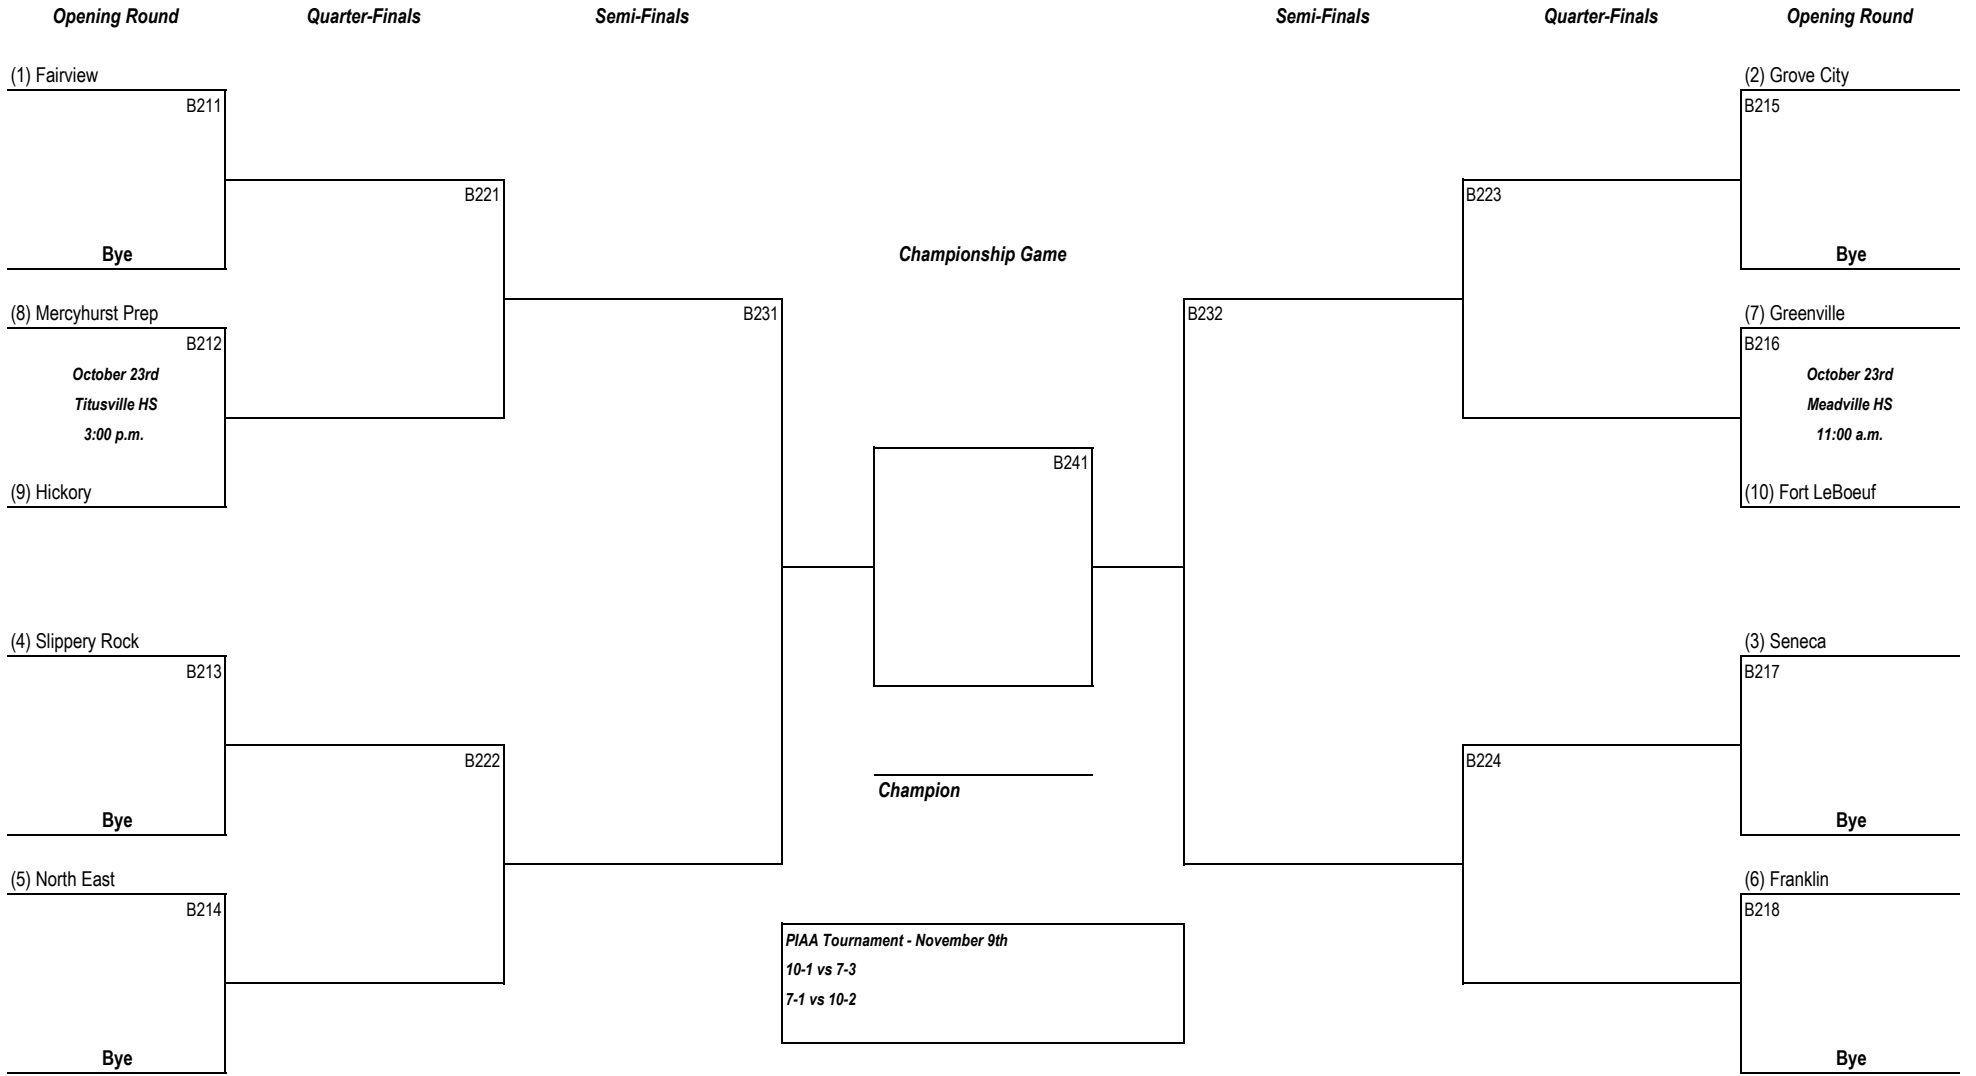 Opening Round
Quarter-Finals
Semi-Finals
Semi-Finals
Quarter-Finals
Opening Round
(1) Fairview
B211
Bye
(8) Mercyhurst Prep
B212
October 23rd
Titusville HS
3:00 p.m.
(9) Hickory
(4) Slippery Rock
B213
Bye
(5) North East
B214
Bye
B221
B222
B231
Championship Game
B241
Champion
PIAA Tournament - November 9th
10-1 vs 7-3
7-1 vs 10-2
B232
B223
B224
(2) Grove City
B215
Bye
(7) Greenville
B216
October 23rd
Meadville HS
11:00 a.m.
(10) Fort LeBoeuf
(3) Seneca
B217
Bye
(6) Franklin
B218
Bye